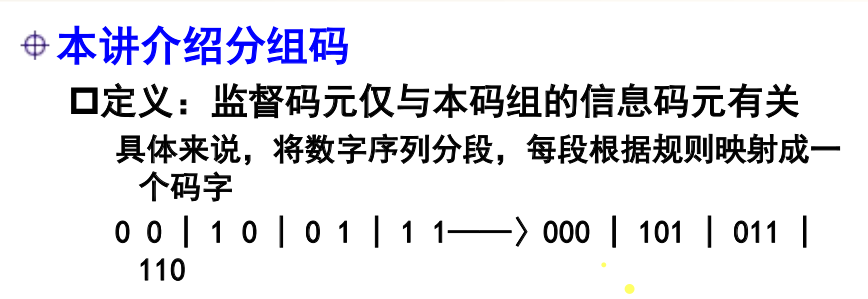 本讲介绍分组码
定义：监督码元仅与本码组的信息码元有关
具体来说，将数字序列分段，每段根据规则映射成一
个码字
0 0 | 1 0 | 0 1 | 1 1——〉000 | 101 | 011 |
110